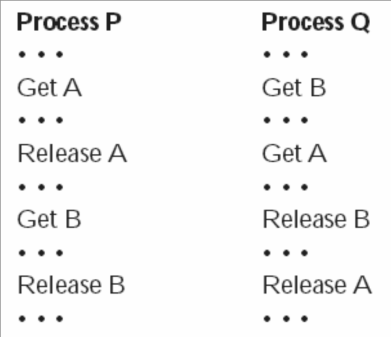 Process P Process Q
• • • • • •
Get A Get B
• • • • • •
Release A Get A
• • • • • •
Get B Release B
• • • • • •
Release B Release A
• • • • • •